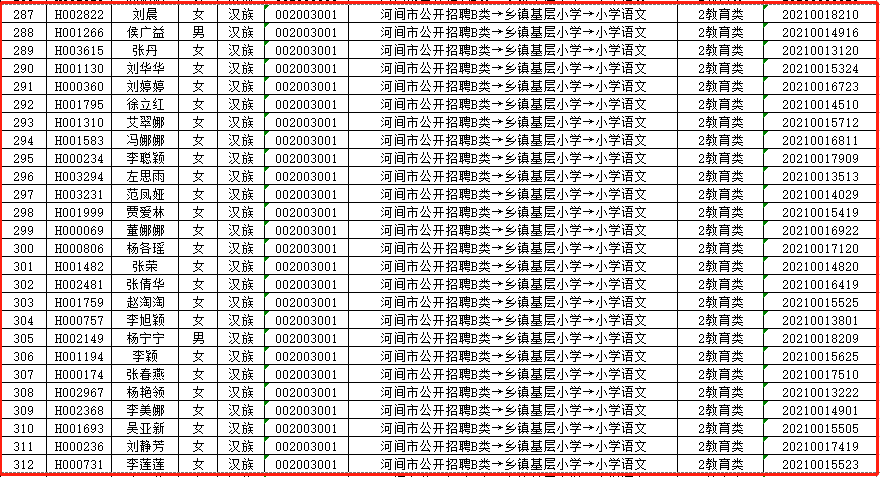 287 H002822 刘晨 女 汉族 002003001 河间市公开招聘B类→乡镇基层小学→小学语文 2教育类 20210018210
288 H001266 侯广益 男 汉族 002003001 河间市公开招聘B类→乡镇基层小学→小学语文 2教育类 20210014916
289 H003615 张丹 女 汉族 002003001 河间市公开招聘B类→乡镇基层小学→小学语文 2教育类 20210013120
290 H001130 刘华华 女 汉族 002003001 河间市公开招聘B类→乡镇基层小学→小学语文 2教育类 20210015324
291 H000360 刘婷婷 女 汉族 002003001 河间市公开招聘B类→乡镇基层小学→小学语文 2教育类 20210016723
292 H001795 徐立红 女 汉族 002003001 河间市公开招聘B类→乡镇基层小学→小学语文 2教育类 20210014510
293 H001310 艾翠娜 女 汉族 002003001 河间市公开招聘B类→乡镇基层小学→小学语文 2教育类 20210015712
294 H001583 冯娜娜 女 汉族 002003001 河间市公开招聘B类→乡镇基层小学→小学语文 2教育类 20210016811
295 H000234 李聪颖 女 汉族 002003001 河间市公开招聘B类→乡镇基层小学→小学语文 2教育类 20210017909
296 H003294 左思雨 女 汉族 002003001 河间市公开招聘B类→乡镇基层小学→小学语文 2教育类 20210013513
297 H003231 范凤娅 女 汉族 002003001 河间市公开招聘B类→乡镇基层小学→小学语文 2教育类 20210014029
298 H001999 贾爱林 女 汉族 002003001 河间市公开招聘B类→乡镇基层小学→小学语文 2教育类 20210015419
299 H000069 董娜娜 女 汉族 002003001 河间市公开招聘B类→乡镇基层小学→小学语文 2教育类 20210016922
300 H000806 杨各瑶 女 汉族 002003001 河间市公开招聘B类→乡镇基层小学→小学语文 2教育类 20210017120
301 H001482 张荣 女 汉族 002003001 河间市公开招聘B类→乡镇基层小学→小学语文 2教育类 20210014820
302 H002481 张倩华 女 汉族 002003001 河间市公开招聘B类→乡镇基层小学→小学语文 2教育类 20210016419
303 H001759 赵淘淘 女 汉族 002003001 河间市公开招聘B类→乡镇基层小学→小学语文 2教育类 20210015525
304 H000757 李旭颖 女 汉族 002003001 河间市公开招聘B类→乡镇基层小学→小学语文 2教育类 20210013801
305 H002149 杨宁宁 男 汉族 002003001 河间市公开招聘B类→乡镇基层小学→小学语文 2教育类 20210018209
306 H001194 李颖 女 汉族 002003001 河间市公开招聘B类→乡镇基层小学→小学语文 2教育类 20210015625
307 H000174 张春燕 女 汉族 002003001 河间市公开招聘B类→乡镇基层小学→小学语文 2教育类 20210017510
308 H002967 杨艳领 女 汉族 002003001 河间市公开招聘B类→乡镇基层小学→小学语文 2教育类 20210013222
309 H002368 李美娜 女 汉族 002003001 河间市公开招聘B类→乡镇基层小学→小学语文 2教育类 20210014901
310 H001693 吴亚新 女 汉族 002003001 河间市公开招聘B类→乡镇基层小学→小学语文 2教育类 20210015505
311 H000236 刘静芳 女 汉族 002003001 河间市公开招聘B类→乡镇基层小学→小学语文 2教育类 20210017419
312 H000731 李莲莲 女 汉族 002003001 河间市公开招聘B类→乡镇基层小学→小学语文 2教育类 20210015523